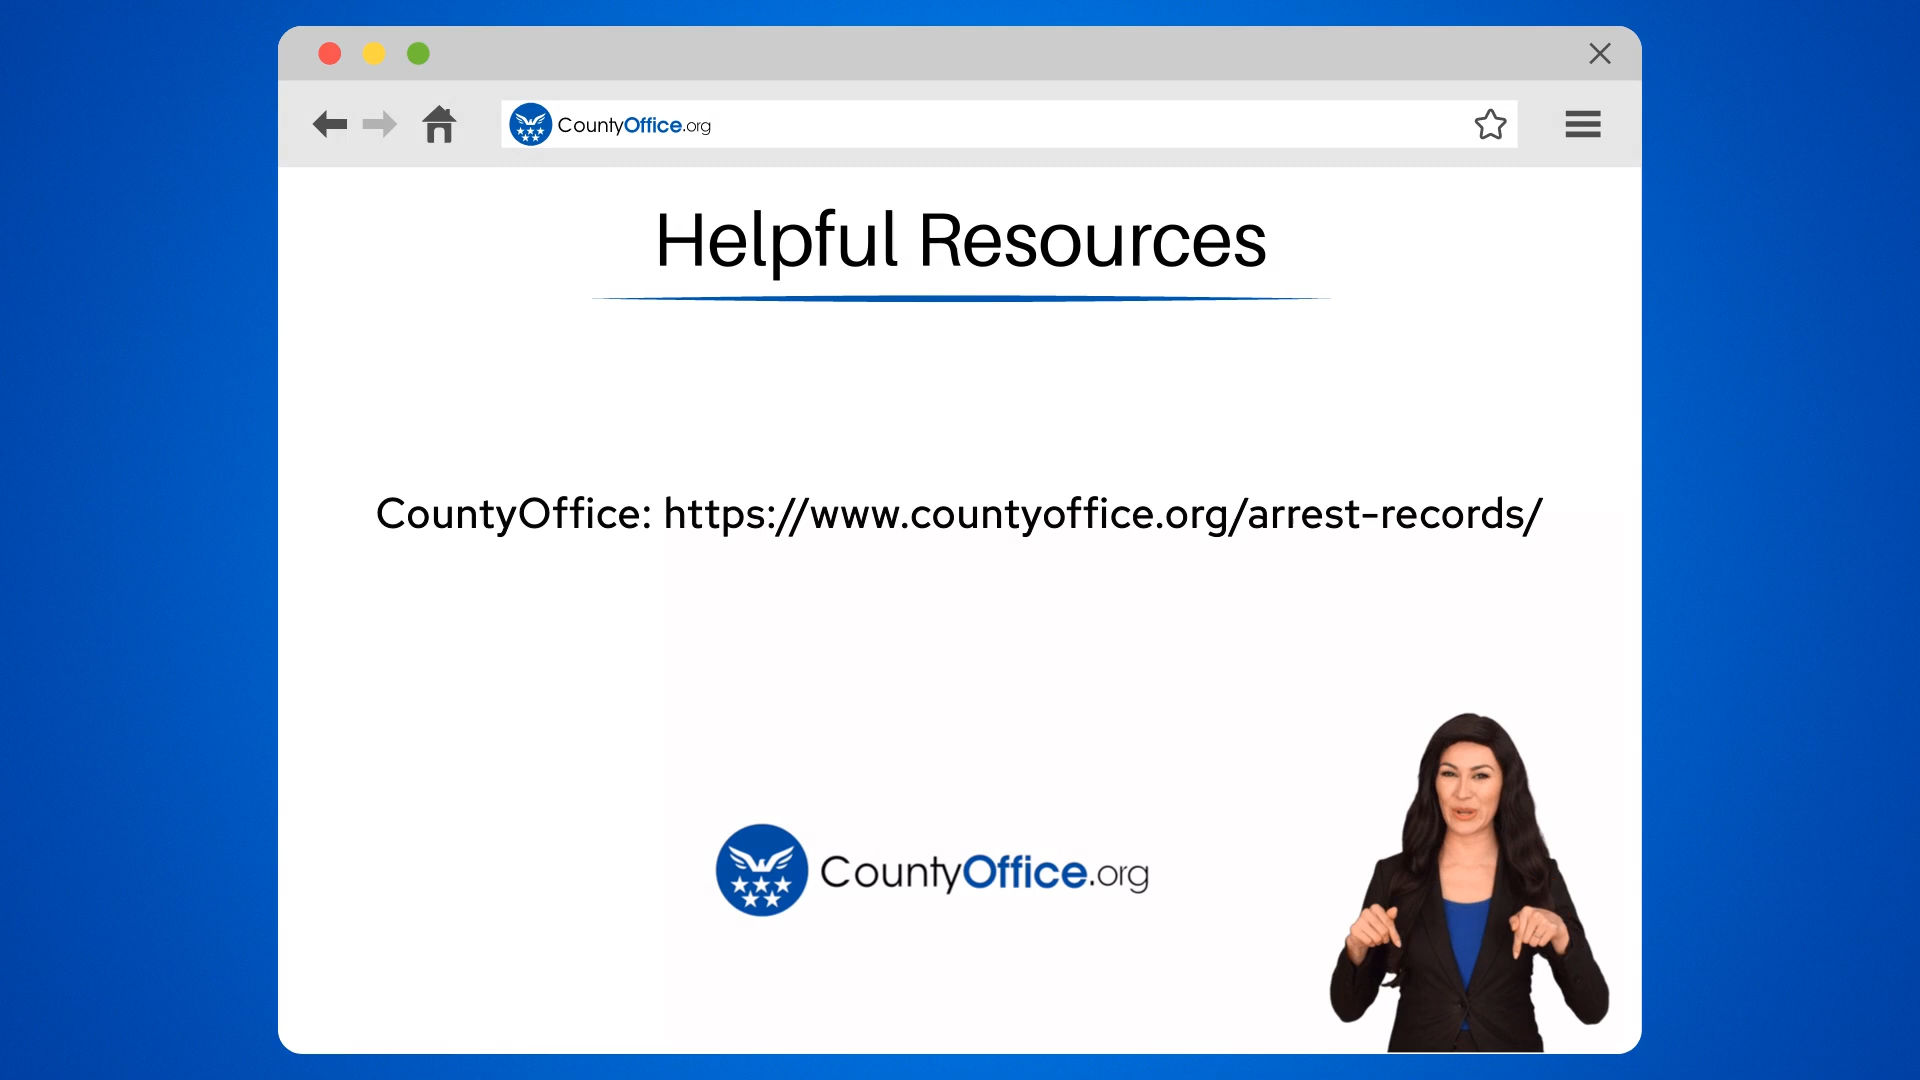 CountyOffice.org
Helpful Resources
CountyOffice: https://www.countyoffice.org/arrest-records/
CountyOffice.org